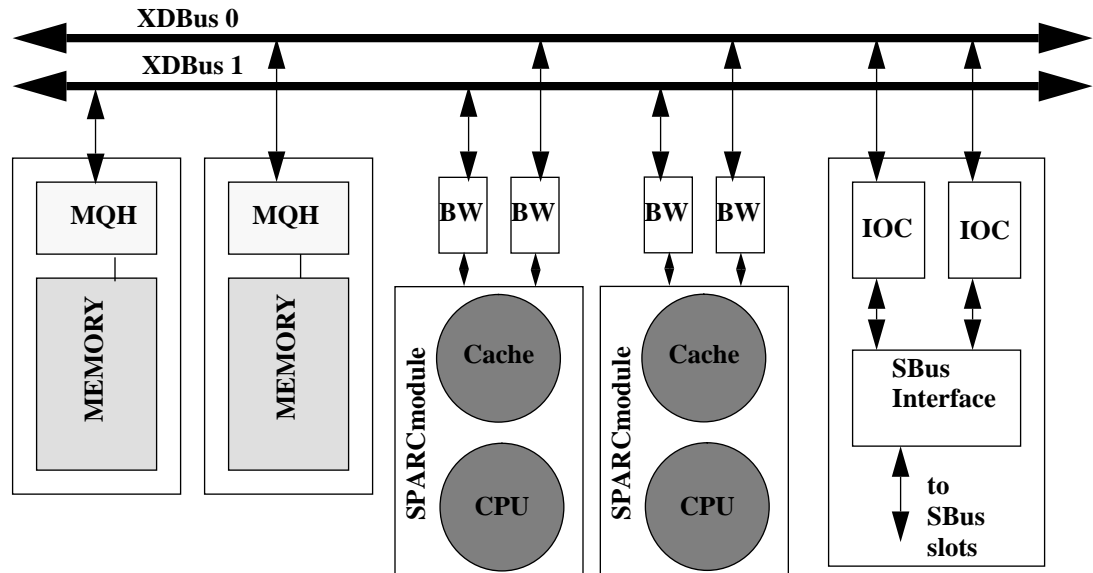 XDBus 0
XDBus 1
MQH
MEMORY
MQH
MEMORY
BW
BW
SPARCmodule
Cache
CPU
BW
BW
SPARCmodule
Cache
CPU
IOC
IOC
SBus
Interface
to
SBus
slots